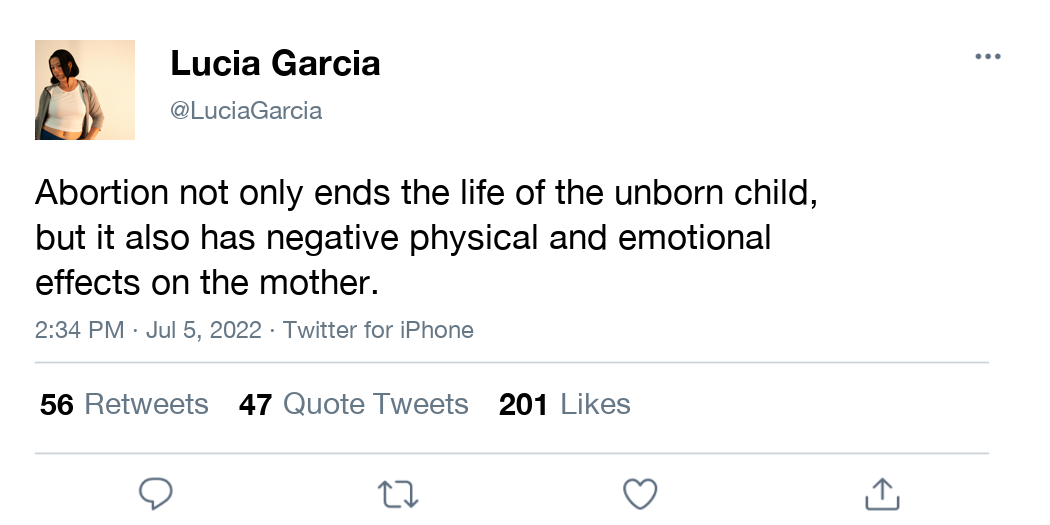 Lucia Garcia
@LuciaGarcia
Abortion not only ends the life of the unborn child,
but it also has negative physical and emotional
effects on the mother.
2:34 PM · Jul 5, 2022 · Twitter for iPhone
56 Retweets 47 Quote Tweets 201 Likes